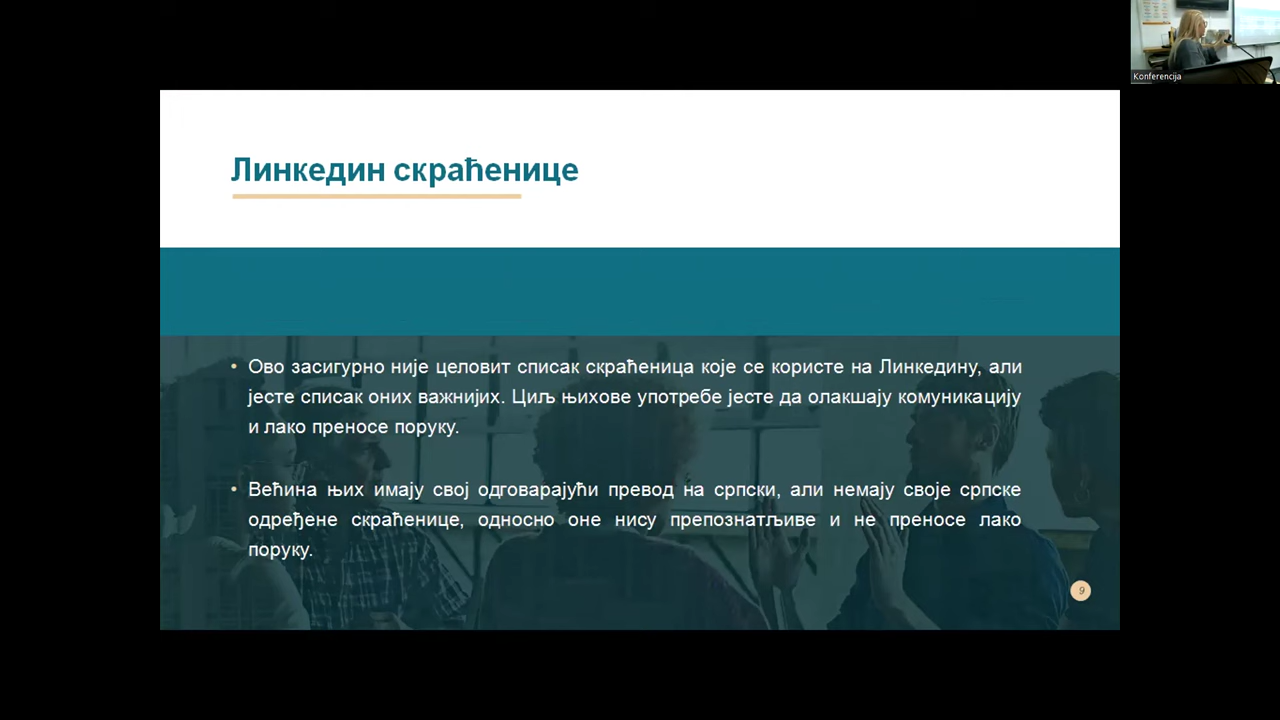 Konferencija
Линкедин скраћенице
• Ово засигурно није целовит списак скраћеница које се користе на Линкедину, али
јесте списак оних важнијих. Циљ њихове употребе јесте да олакшају комуникацију
и лако преносе поруку.
• Већина њих имају свој одговарајући превод на српски, али немају своје српске
одређене скраћенице, односно оне нису препознатљиве и не преносе лако
поруку.
9